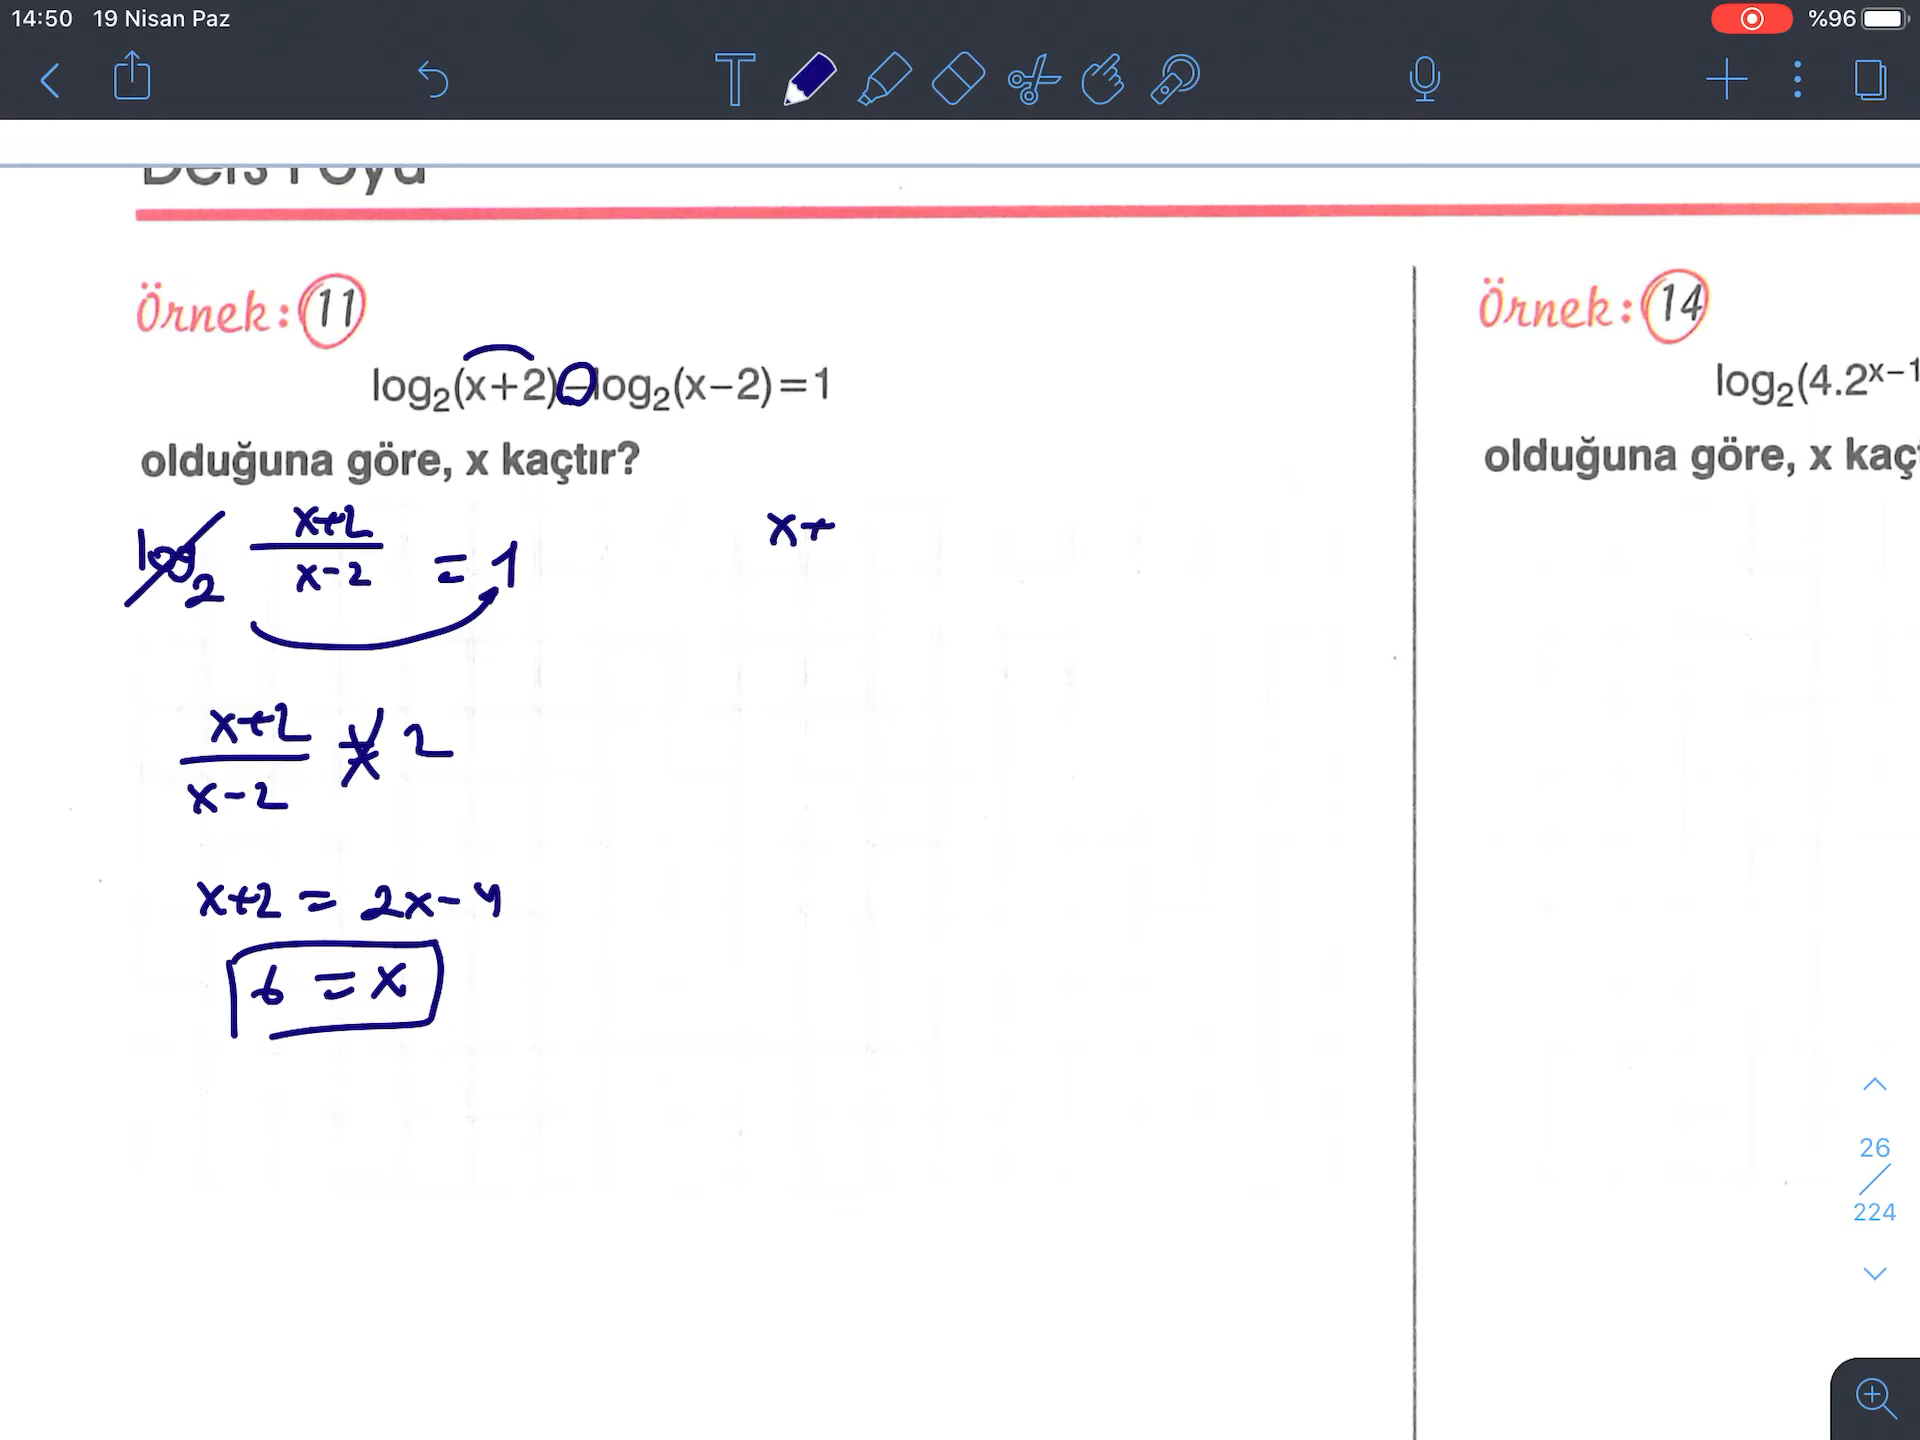 14:50 19 Nisan Paz
%96
Ders Föyü
Örnek: 11
log₂(x+2)-log₂(x-2)=1
olduğuna göre, x kaçtır?
log₂ x+2/x-2 = 1
x+
x+2/x-2 = 2
x+2 = 2x-4
6 = x
Örnek: 14
log₂(4.2ˣ⁻¹
olduğuna göre, x kaç
26
224